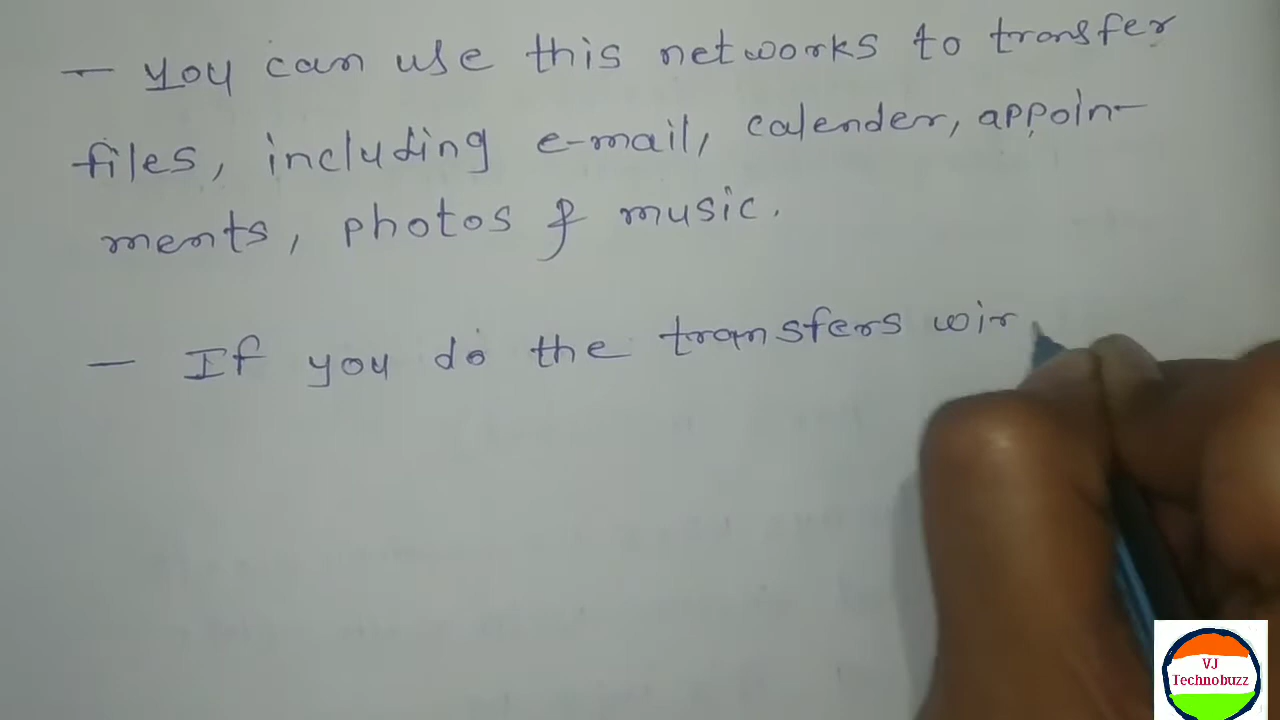 - You can use this networks to transfer
files, including e-mail, calender, appoin-
ments, photos & music.
- If you do the transfers wir
VJ
Technobuzz